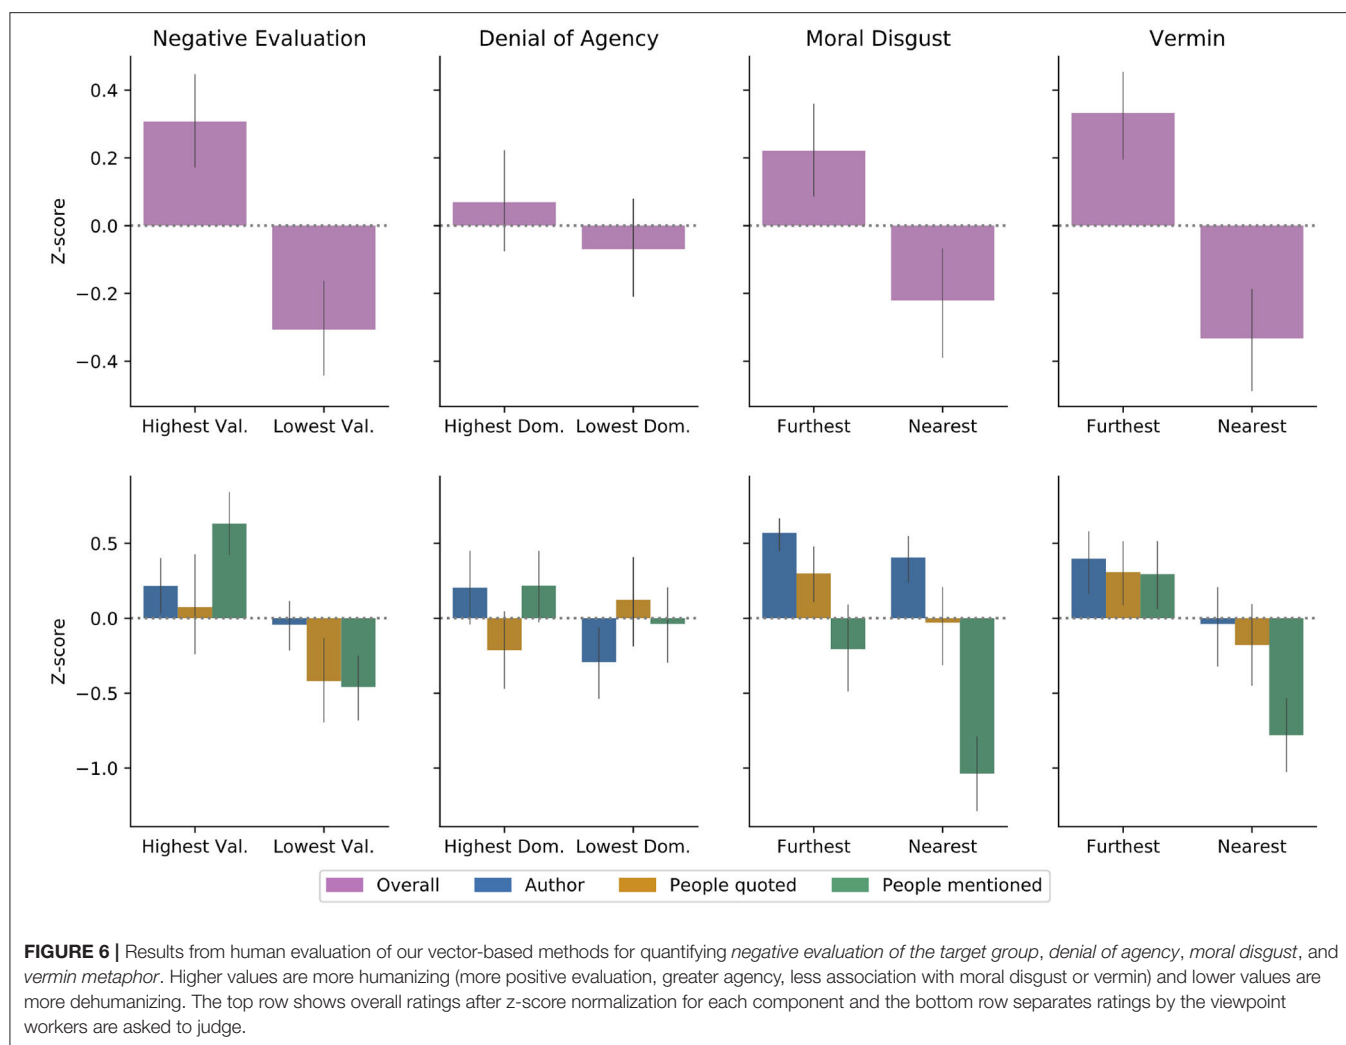 Negative Evaluation
Denial of Agency
Moral Disgust
Vermin
Z-score
0.4
0.2
0.0
−0.2
−0.4
Highest Val.
Lowest Val.
Highest Dom.
Lowest Dom.
Furthest
Nearest
Furthest
Nearest
Z-score
0.5
0.0
−0.5
−1.0
Highest Val.
Lowest Val.
Highest Dom.
Lowest Dom.
Furthest
Nearest
Furthest
Nearest
Overall
Author
People quoted
People mentioned
FIGURE 6 | Results from human evaluation of our vector-based methods for quantifying negative evaluation of the target group, denial of agency, moral disgust, and
vermin metaphor. Higher values are more humanizing (more positive evaluation, greater agency, less association with moral disgust or vermin) and lower values are
more dehumanizing. The top row shows overall ratings after z-score normalization for each component and the bottom row separates ratings by the viewpoint
workers are asked to judge.